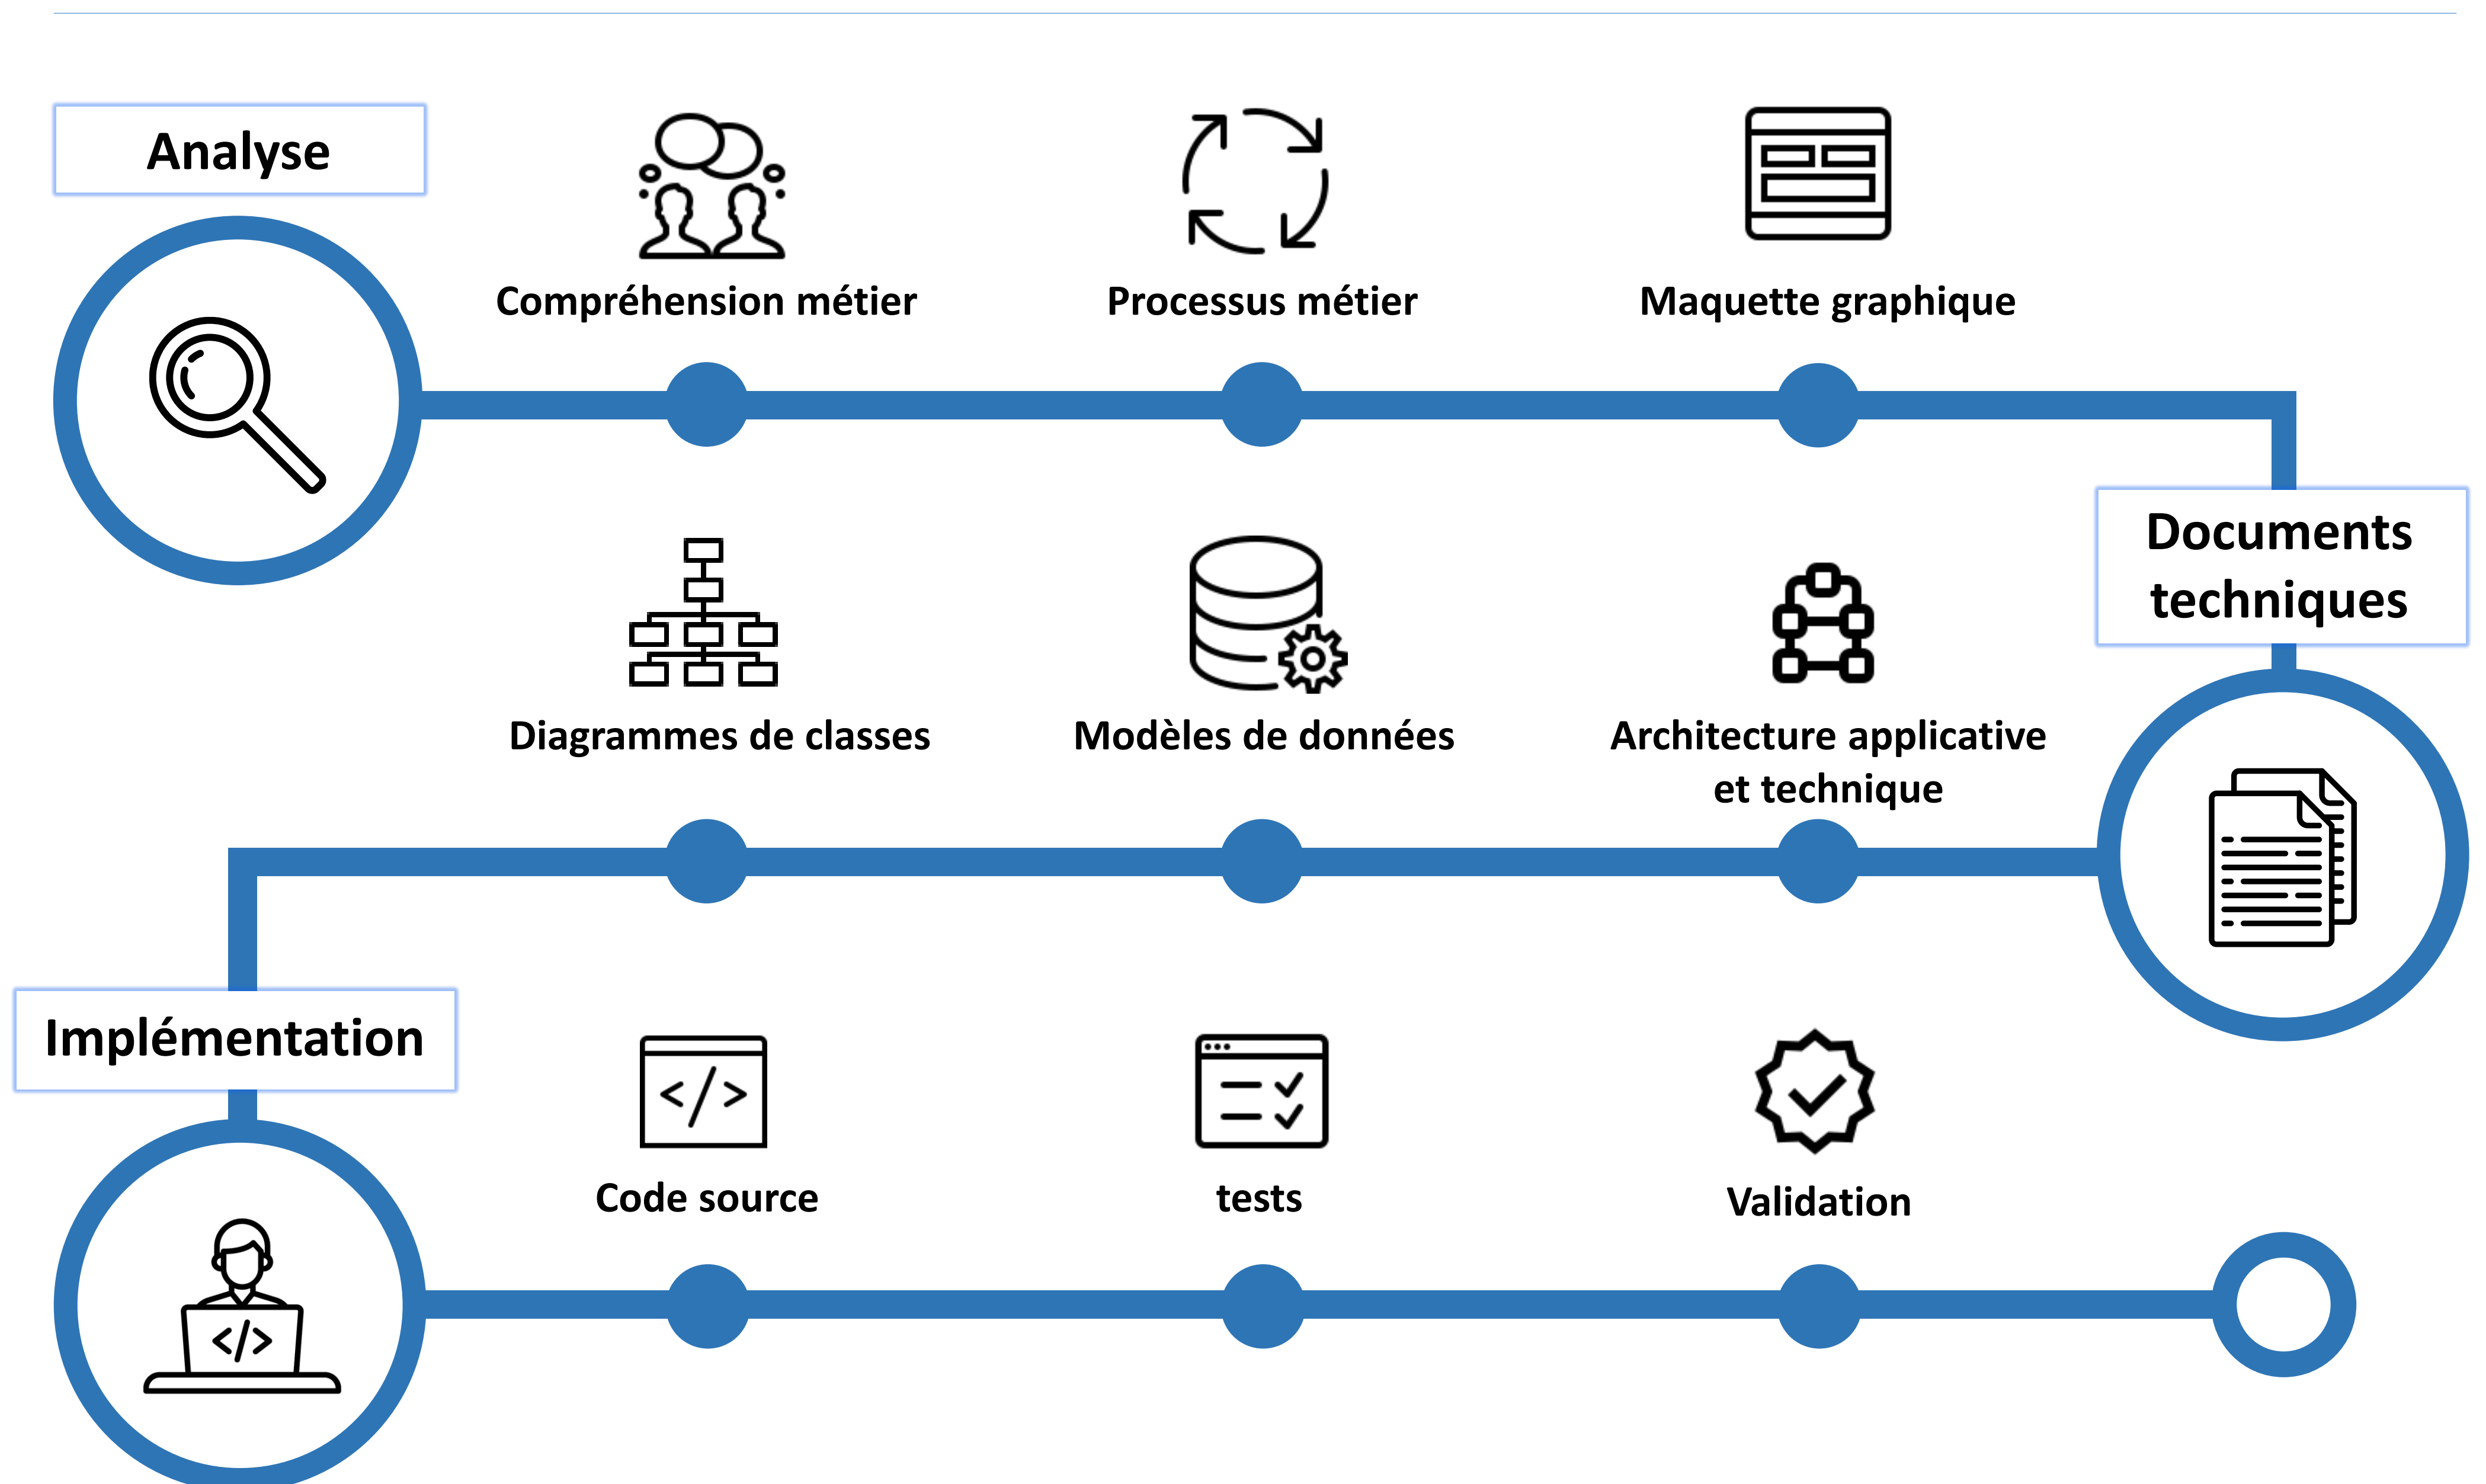 Analyse
Compréhension métier
Processus métier
Maquette graphique
Documents
techniques
Diagrammes de classes
Modèles de données
Architecture applicative
et technique
Implémentation
Code source
tests
Validation